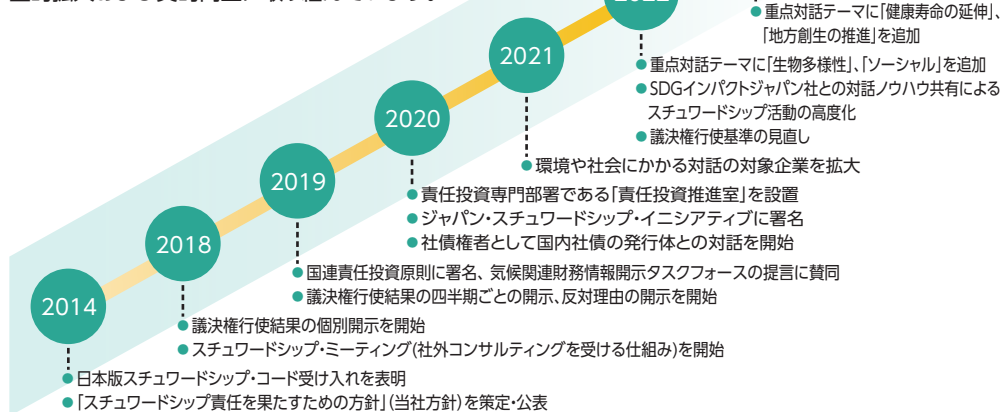 重点対話テーマに「健康寿命の延伸」、
「地方創生の推進」を追加
2022
● 重点対話テーマに「生物多様性」、「ソーシャル」を追加
● SDGインパクトジャパン社との対話ノウハウ共有による
スチュワードシップ活動の高度化
● 議決権行使基準の見直し
2021
● 環境や社会にかかる対話の対象企業を拡大
2020
● 責任投資専門部署である「責任投資推進室」を設置
● ジャパン・スチュワードシップ・イニシアティブに署名
● 社債権者として国内社債の発行体との対話を開始
2019
● 国連責任投資原則に署名、気候関連財務情報開示タスクフォースの提言に賛同
● 議決権行使結果の四半期ごとの開示、反対理由の開示を開始
2018
● 議決権行使結果の個別開示を開始
● スチュワードシップ・ミーティング(社外コンサルティングを受ける仕組み)を開始
2014
● 日本版スチュワードシップ・コード受け入れを表明
● 「スチュワードシップ責任を果たすための方針」(当社方針)を策定・公表